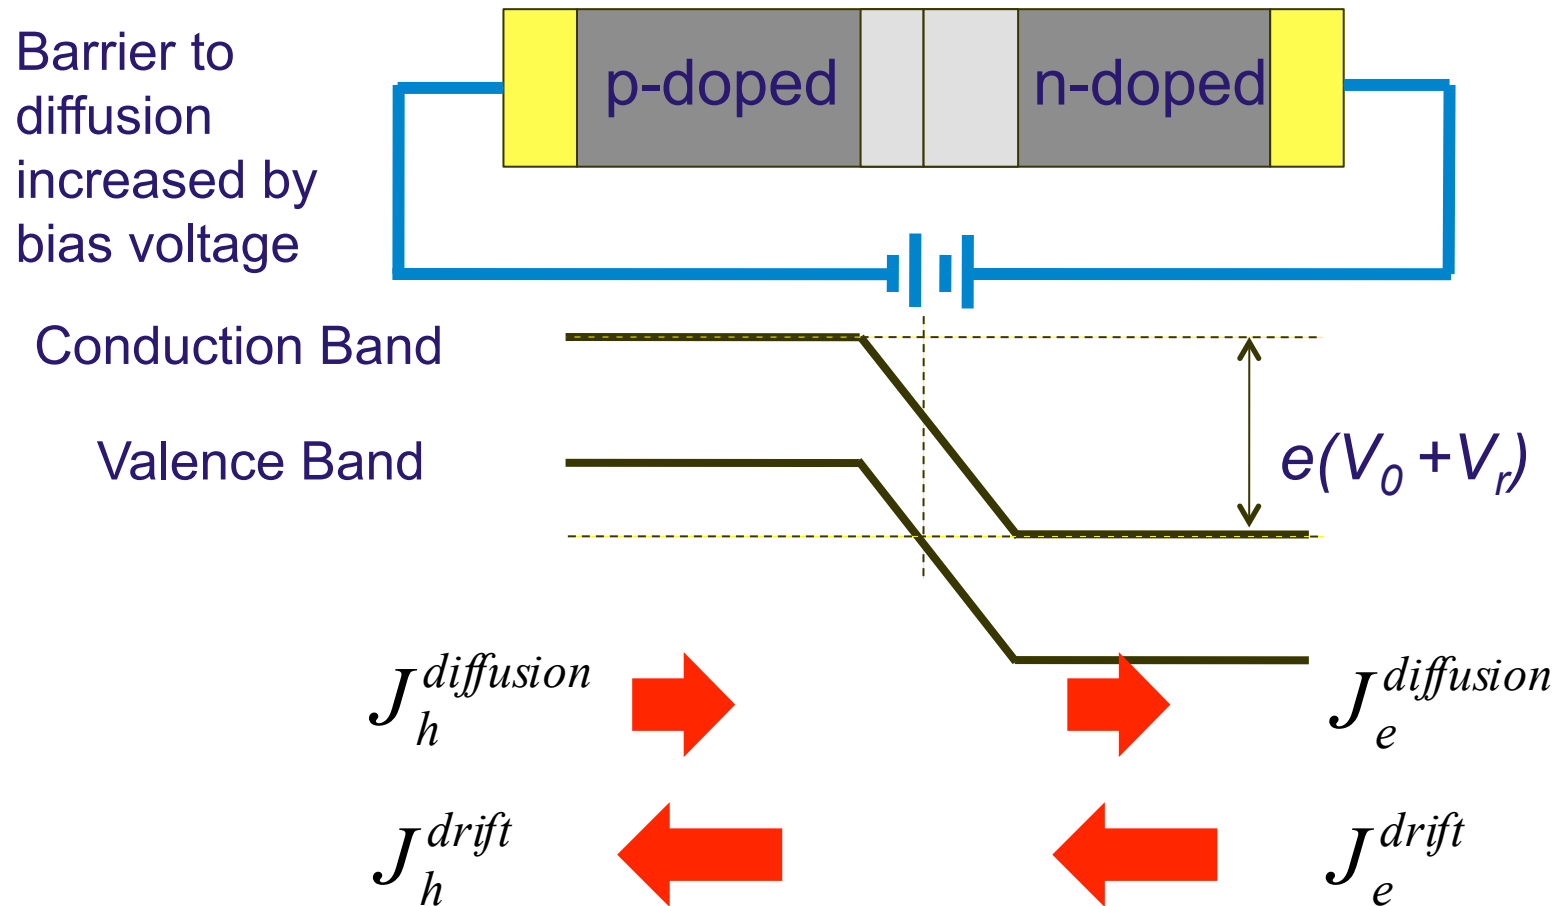 Barrier to
diffusion
increased by
bias voltage
p-doped
n-doped
Conduction Band
Valence Band
e(V₀ +Vᵣ)
J_h^diffusion
J_e^diffusion
J_h^drift
J_e^drift